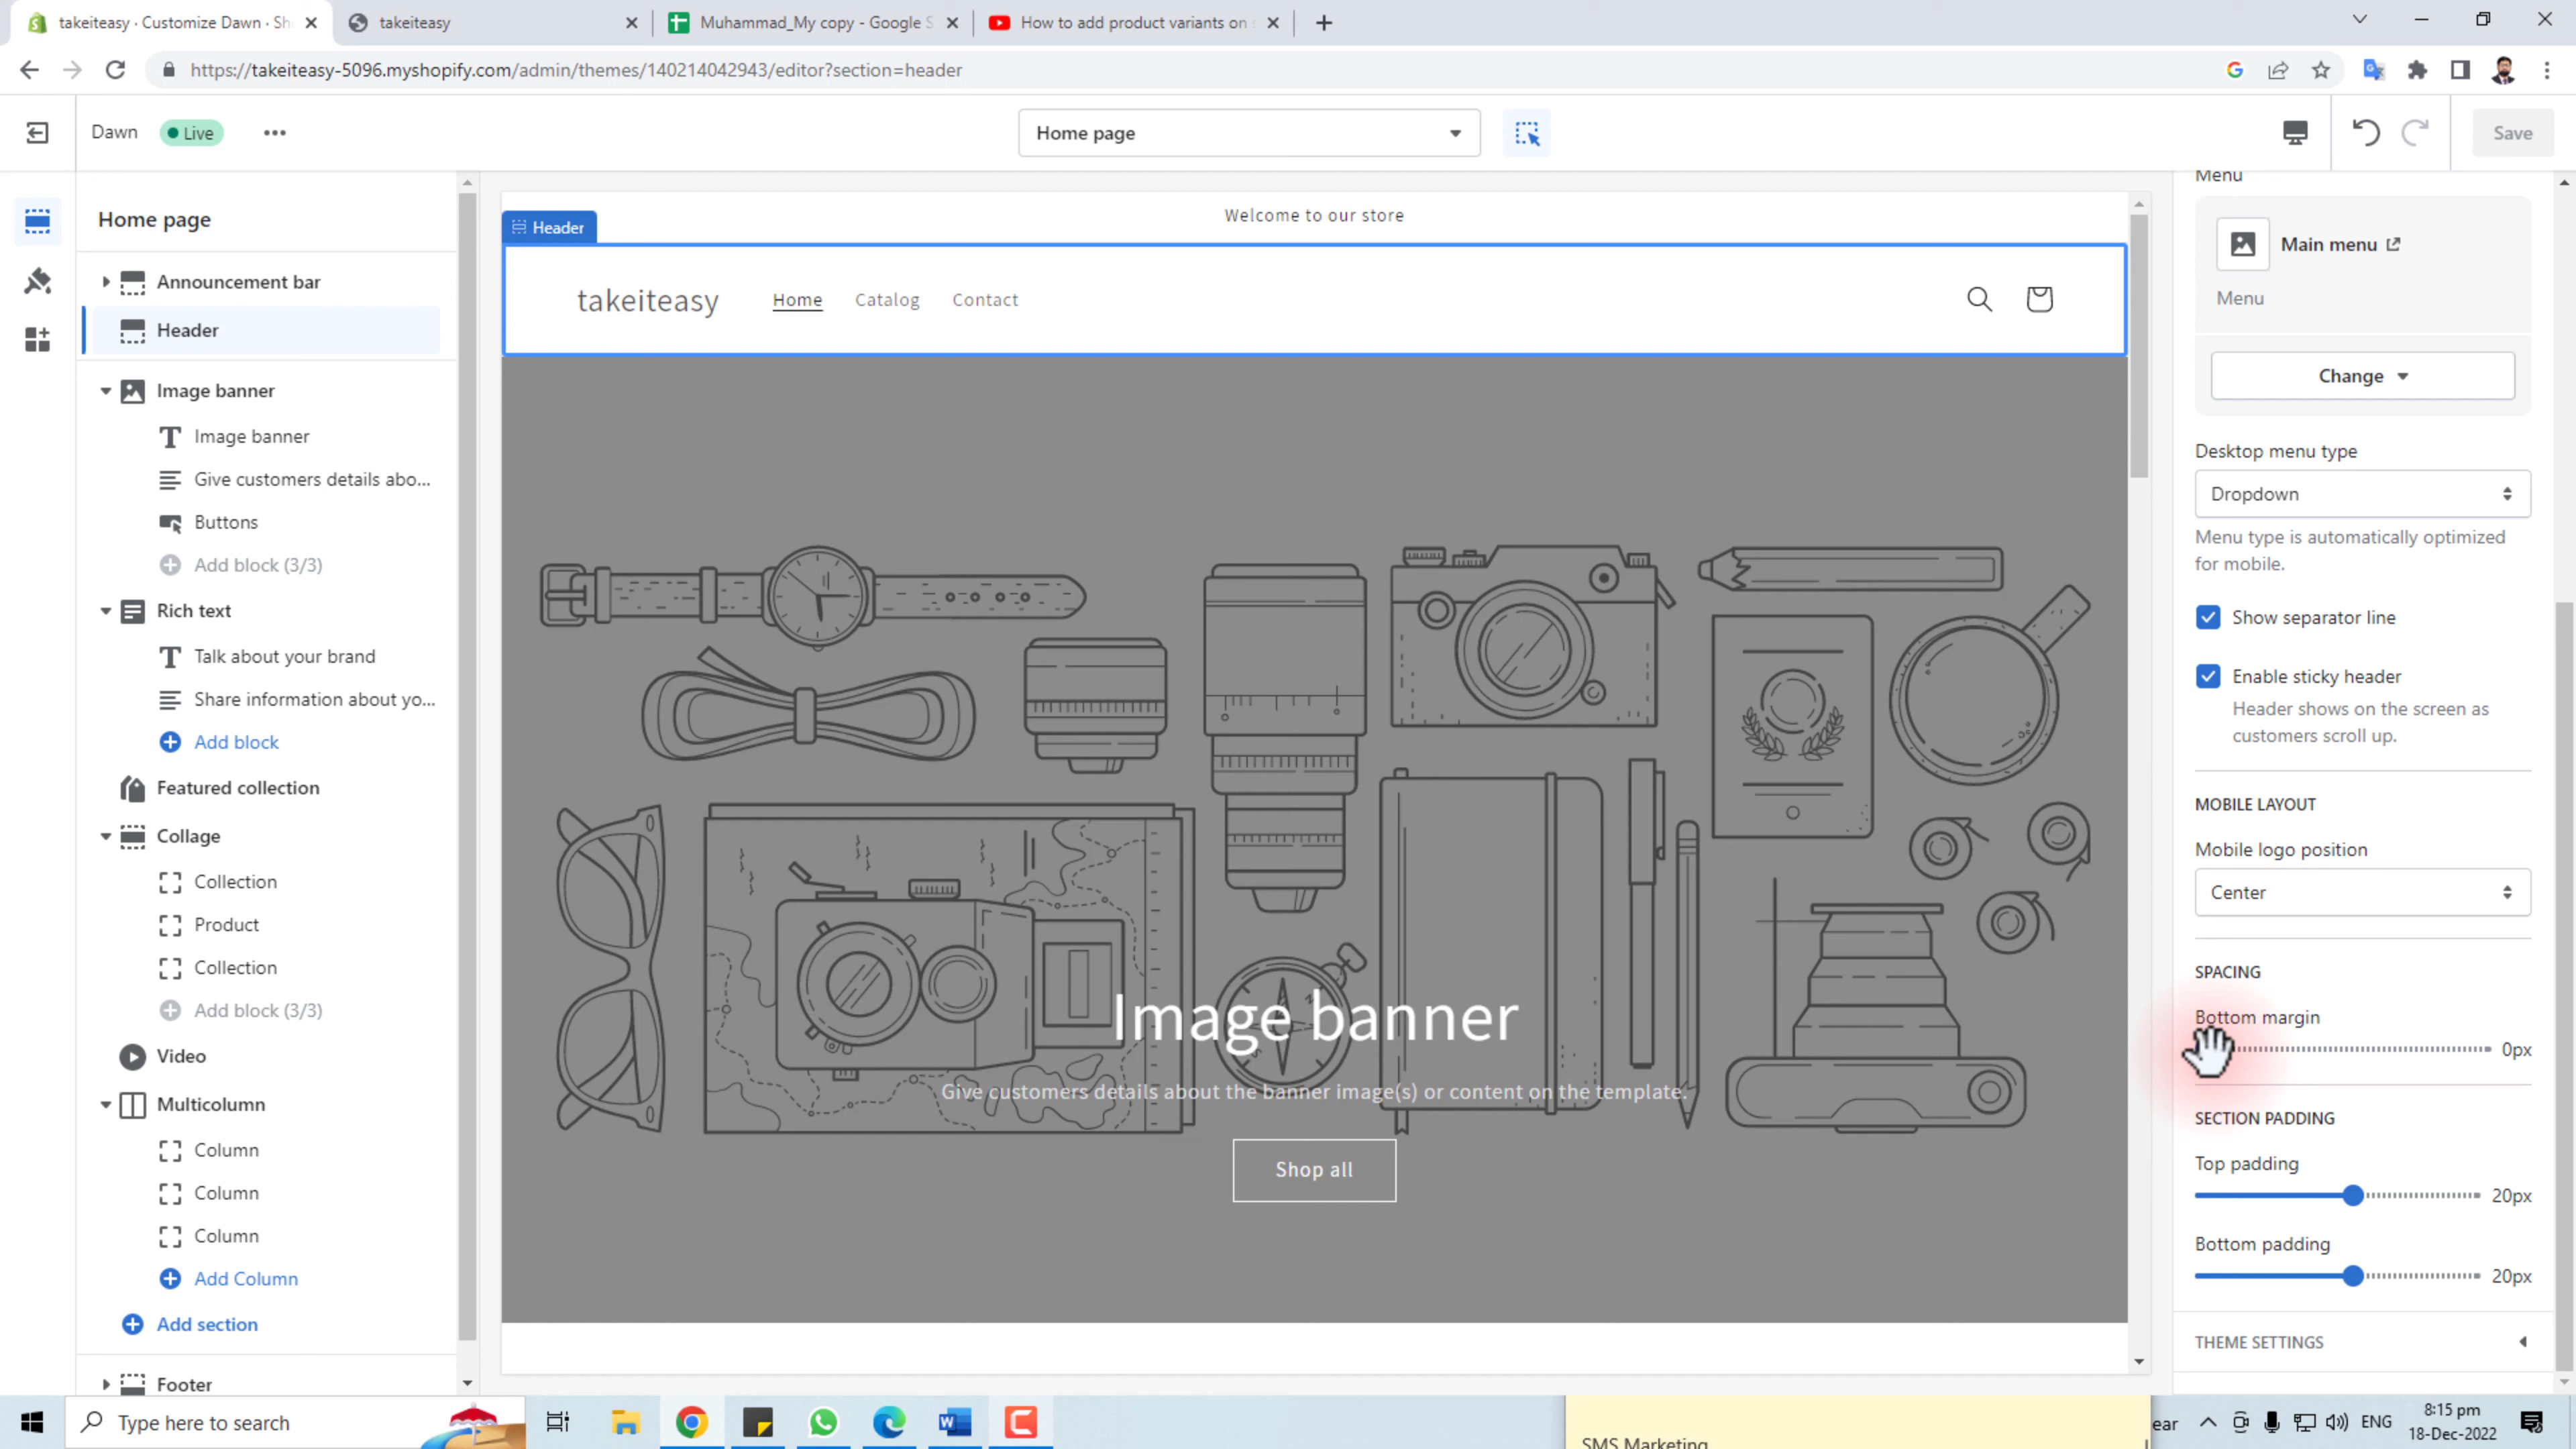 takeiteasy · Customize Dawn · Sh
takeiteasy
Muhammad_My copy - Google S
How to add product variants on s
https://takeiteasy-5096.myshopify.com/admin/themes/140214042943/editor?section=header
Dawn
Live
Home page
Save
Home page
Announcement bar
Header
Image banner
Image banner
Give customers details abo...
Buttons
Add block (3/3)
Rich text
Talk about your brand
Share information about yo...
Add block
Featured collection
Collage
Collection
Product
Collection
Add block (3/3)
Video
Multicolumn
Column
Column
Column
Add Column
Add section
Footer
Welcome to our store
Header
takeiteasy
Home
Catalog
Contact
Image banner
Give customers details about the banner image(s) or content on the template.
Shop all
Menu
Main menu
Menu
Change
Desktop menu type
Dropdown
Menu type is automatically optimized
for mobile.
Show separator line
Enable sticky header
Header shows on the screen as
customers scroll up.
MOBILE LAYOUT
Mobile logo position
Center
SPACING
Bottom margin
0px
SECTION PADDING
Top padding
20px
Bottom padding
20px
THEME SETTINGS
Type here to search
SMS Marketing
ear
ENG
8:15 pm
18-Dec-2022